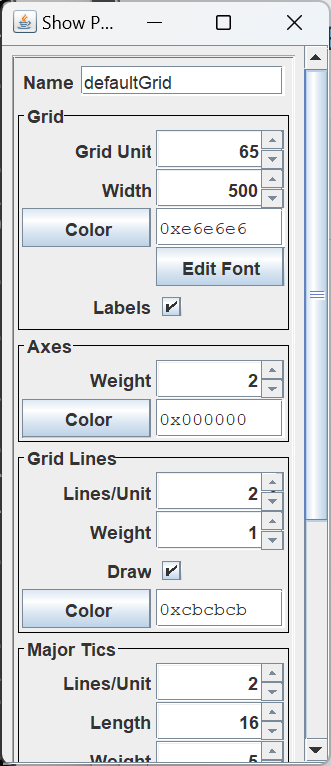 Show P...
Name defaultGrid
Grid
Grid Unit 65
Width 500
Color 0xe6e6e6
Edit Font
Labels
Axes
Weight 2
Color 0x000000
Grid Lines
Lines/Unit 2
Weight 1
Draw
Color 0xcbcbcb
Major Tics
Lines/Unit 2
Length 16
Weight 5